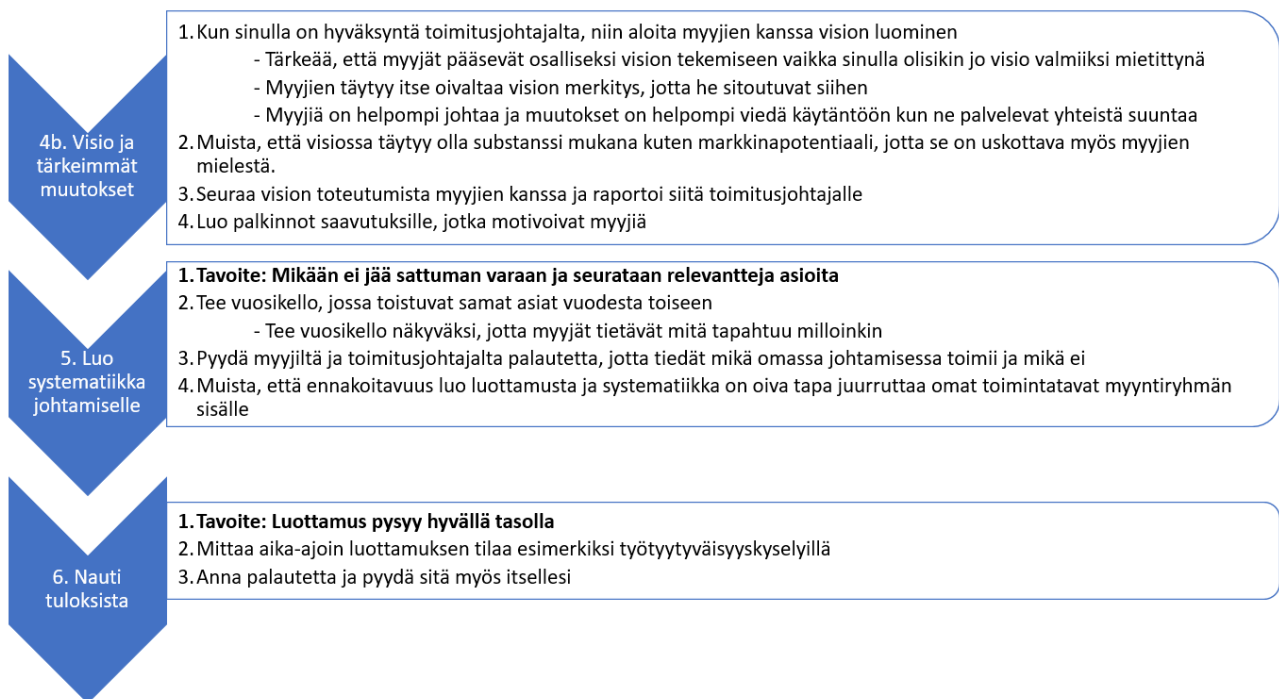 4b. Visio ja
tärkeimmät
muutokset
1. Kun sinulla on hyväksyntä toimitusjohtajalta, niin aloita myyjien kanssa vision luominen
- Tärkeää, että myyjät pääsevät osalliseksi vision tekemiseen vaikka sinulla olisikin jo visio valmiiksi mietittynä
- Myyjien täytyy itse oivaltaa vision merkitys, jotta he sitoutuvat siihen
- Myyjiä on helpompi johtaa ja muutokset on helpompi viedä käytäntöön kun ne palvelevat yhteistä suuntaa
2. Muista, että visiossa täytyy olla substanssi mukana kuten markkinapotentiaali, jotta se on uskottava myös myyjien
mielestä.
3. Seuraa vision toteutumista myyjien kanssa ja raportoi siitä toimitusjohtajalle
4. Luo palkinnot saavutuksille, jotka motivoivat myyjiä
5. Luo
systematiikka
johtamiselle
1. Tavoite: Mikään ei jää sattuman varaan ja seurataan relevantteja asioita
2. Tee vuosikello, jossa toistuvat samat asiat vuodesta toiseen
- Tee vuosikello näkyväksi, jotta myyjät tietävät mitä tapahtuu milloinkin
3. Pyydä myyjiltä ja toimitusjohtajalta palautetta, jotta tiedät mikä omassa johtamisessa toimii ja mikä ei
4. Muista, että ennakoitavuus luo luottamusta ja systematiikka on oiva tapa juurruttaa omat toimintatavat myyntiryhmän
sisälle
6. Nauti
tuloksista
1. Tavoite: Luottamus pysyy hyvällä tasolla
2. Mittaa aika-ajoin luottamuksen tilaa esimerkiksi työtyytyväisyyskyselyillä
3. Anna palautetta ja pyydä sitä myös itsellesi